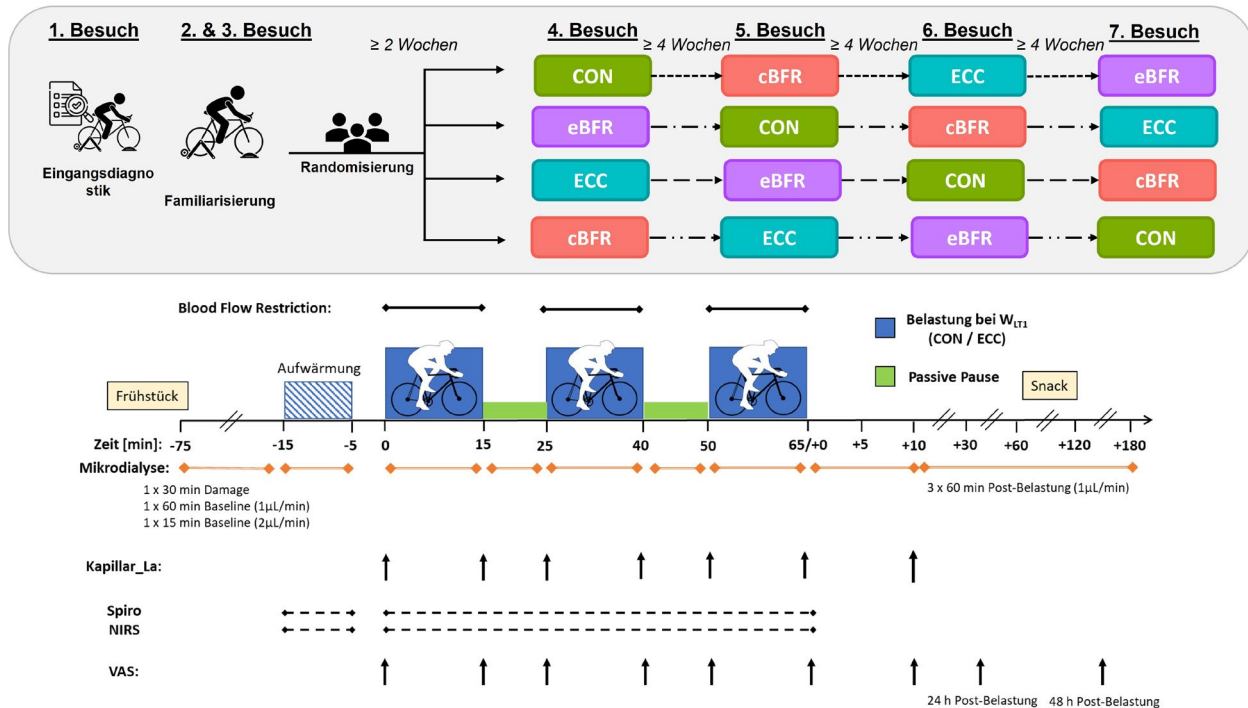 1. Besuch
2. & 3. Besuch
≥ 2 Wochen
4. Besuch
≥ 4 Wochen
5. Besuch
≥ 4 Wochen
6. Besuch
≥ 4 Wochen
7. Besuch
CON
cBFR
ECC
eBFR
eBFR
CON
cBFR
ECC
Eingangsdiagno
stik
Familiarisierung
Randomisierung
ECC
eBFR
CON
cBFR
cBFR
ECC
eBFR
CON
Blood Flow Restriction:
Belastung bei WLT1
(CON / ECC)
Passive Pause
Frühstück
Aufwärmung
Snack
Zeit [min]:
-75
-15
-5
0
15
25
40
50
65/+0
+5
+10
+30
+60
+120
+180
Mikrodialyse:
1 x 30 min Damage
1 x 60 min Baseline (1µL/min)
1 x 15 min Baseline (2µL/min)
3 x 60 min Post-Belastung (1µL/min)
Kapillar_La:
Spiro
NIRS
VAS:
24 h Post-Belastung
48 h Post-Belastung